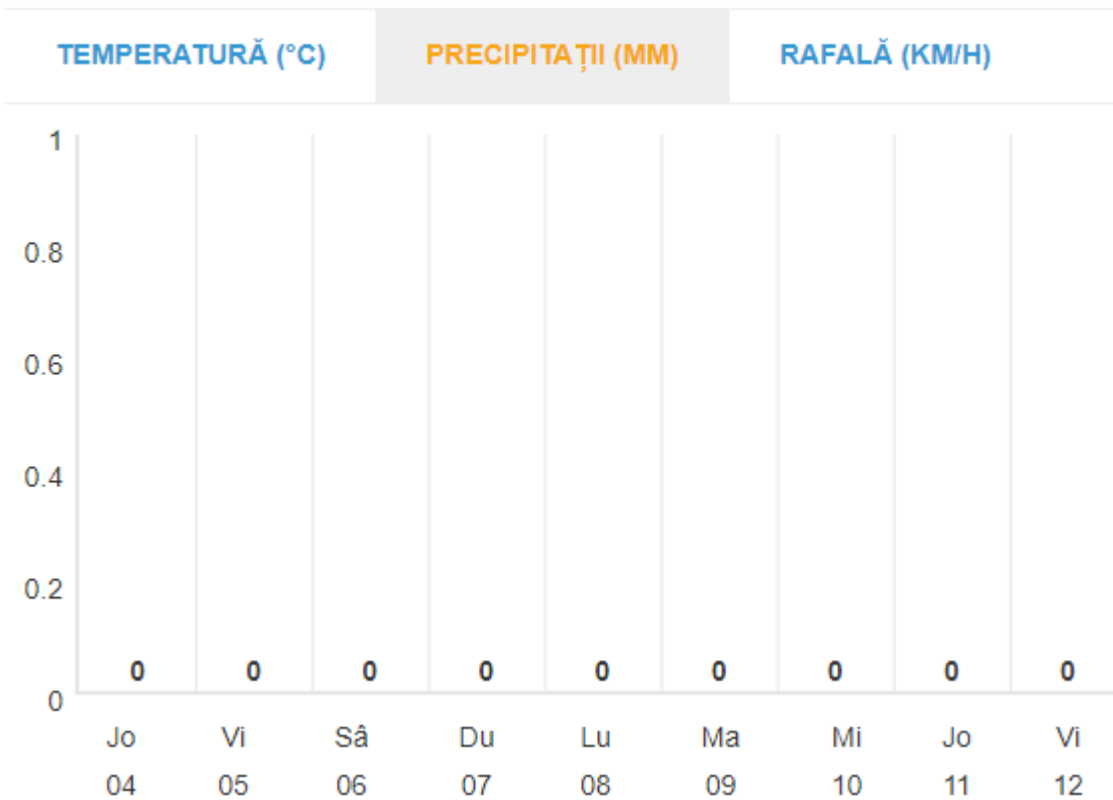 TEMPERATURĂ (°C) PRECIPITAȚII (MM) RAFALĂ (KM/H)
1
0.8
0.6
0.4
0.2
0 0 0 0 0 0 0 0 0
0
Jo Vi Sâ Du Lu Ma Mi Jo Vi
04 05 06 07 08 09 10 11 12